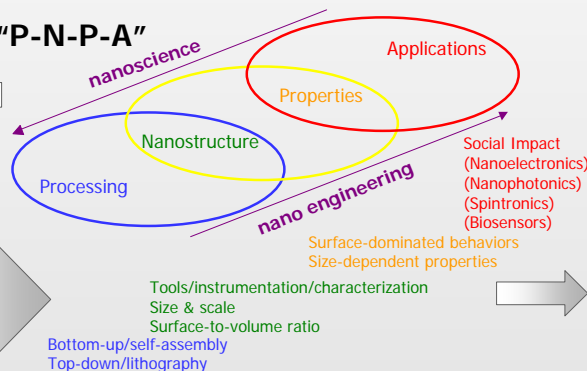 “P-N-P-A”
nanoscience
Applications
Properties
Nanostructure
Processing
nano engineering
Social Impact
(Nanoelectronics)
(Nanophotonics)
(Spintronics)
(Biosensors)
Surface-dominated behaviors
Size-dependent properties
Tools/instrumentation/characterization
Size & scale
Surface-to-volume ratio
Bottom-up/self-assembly
Top-down/lithography